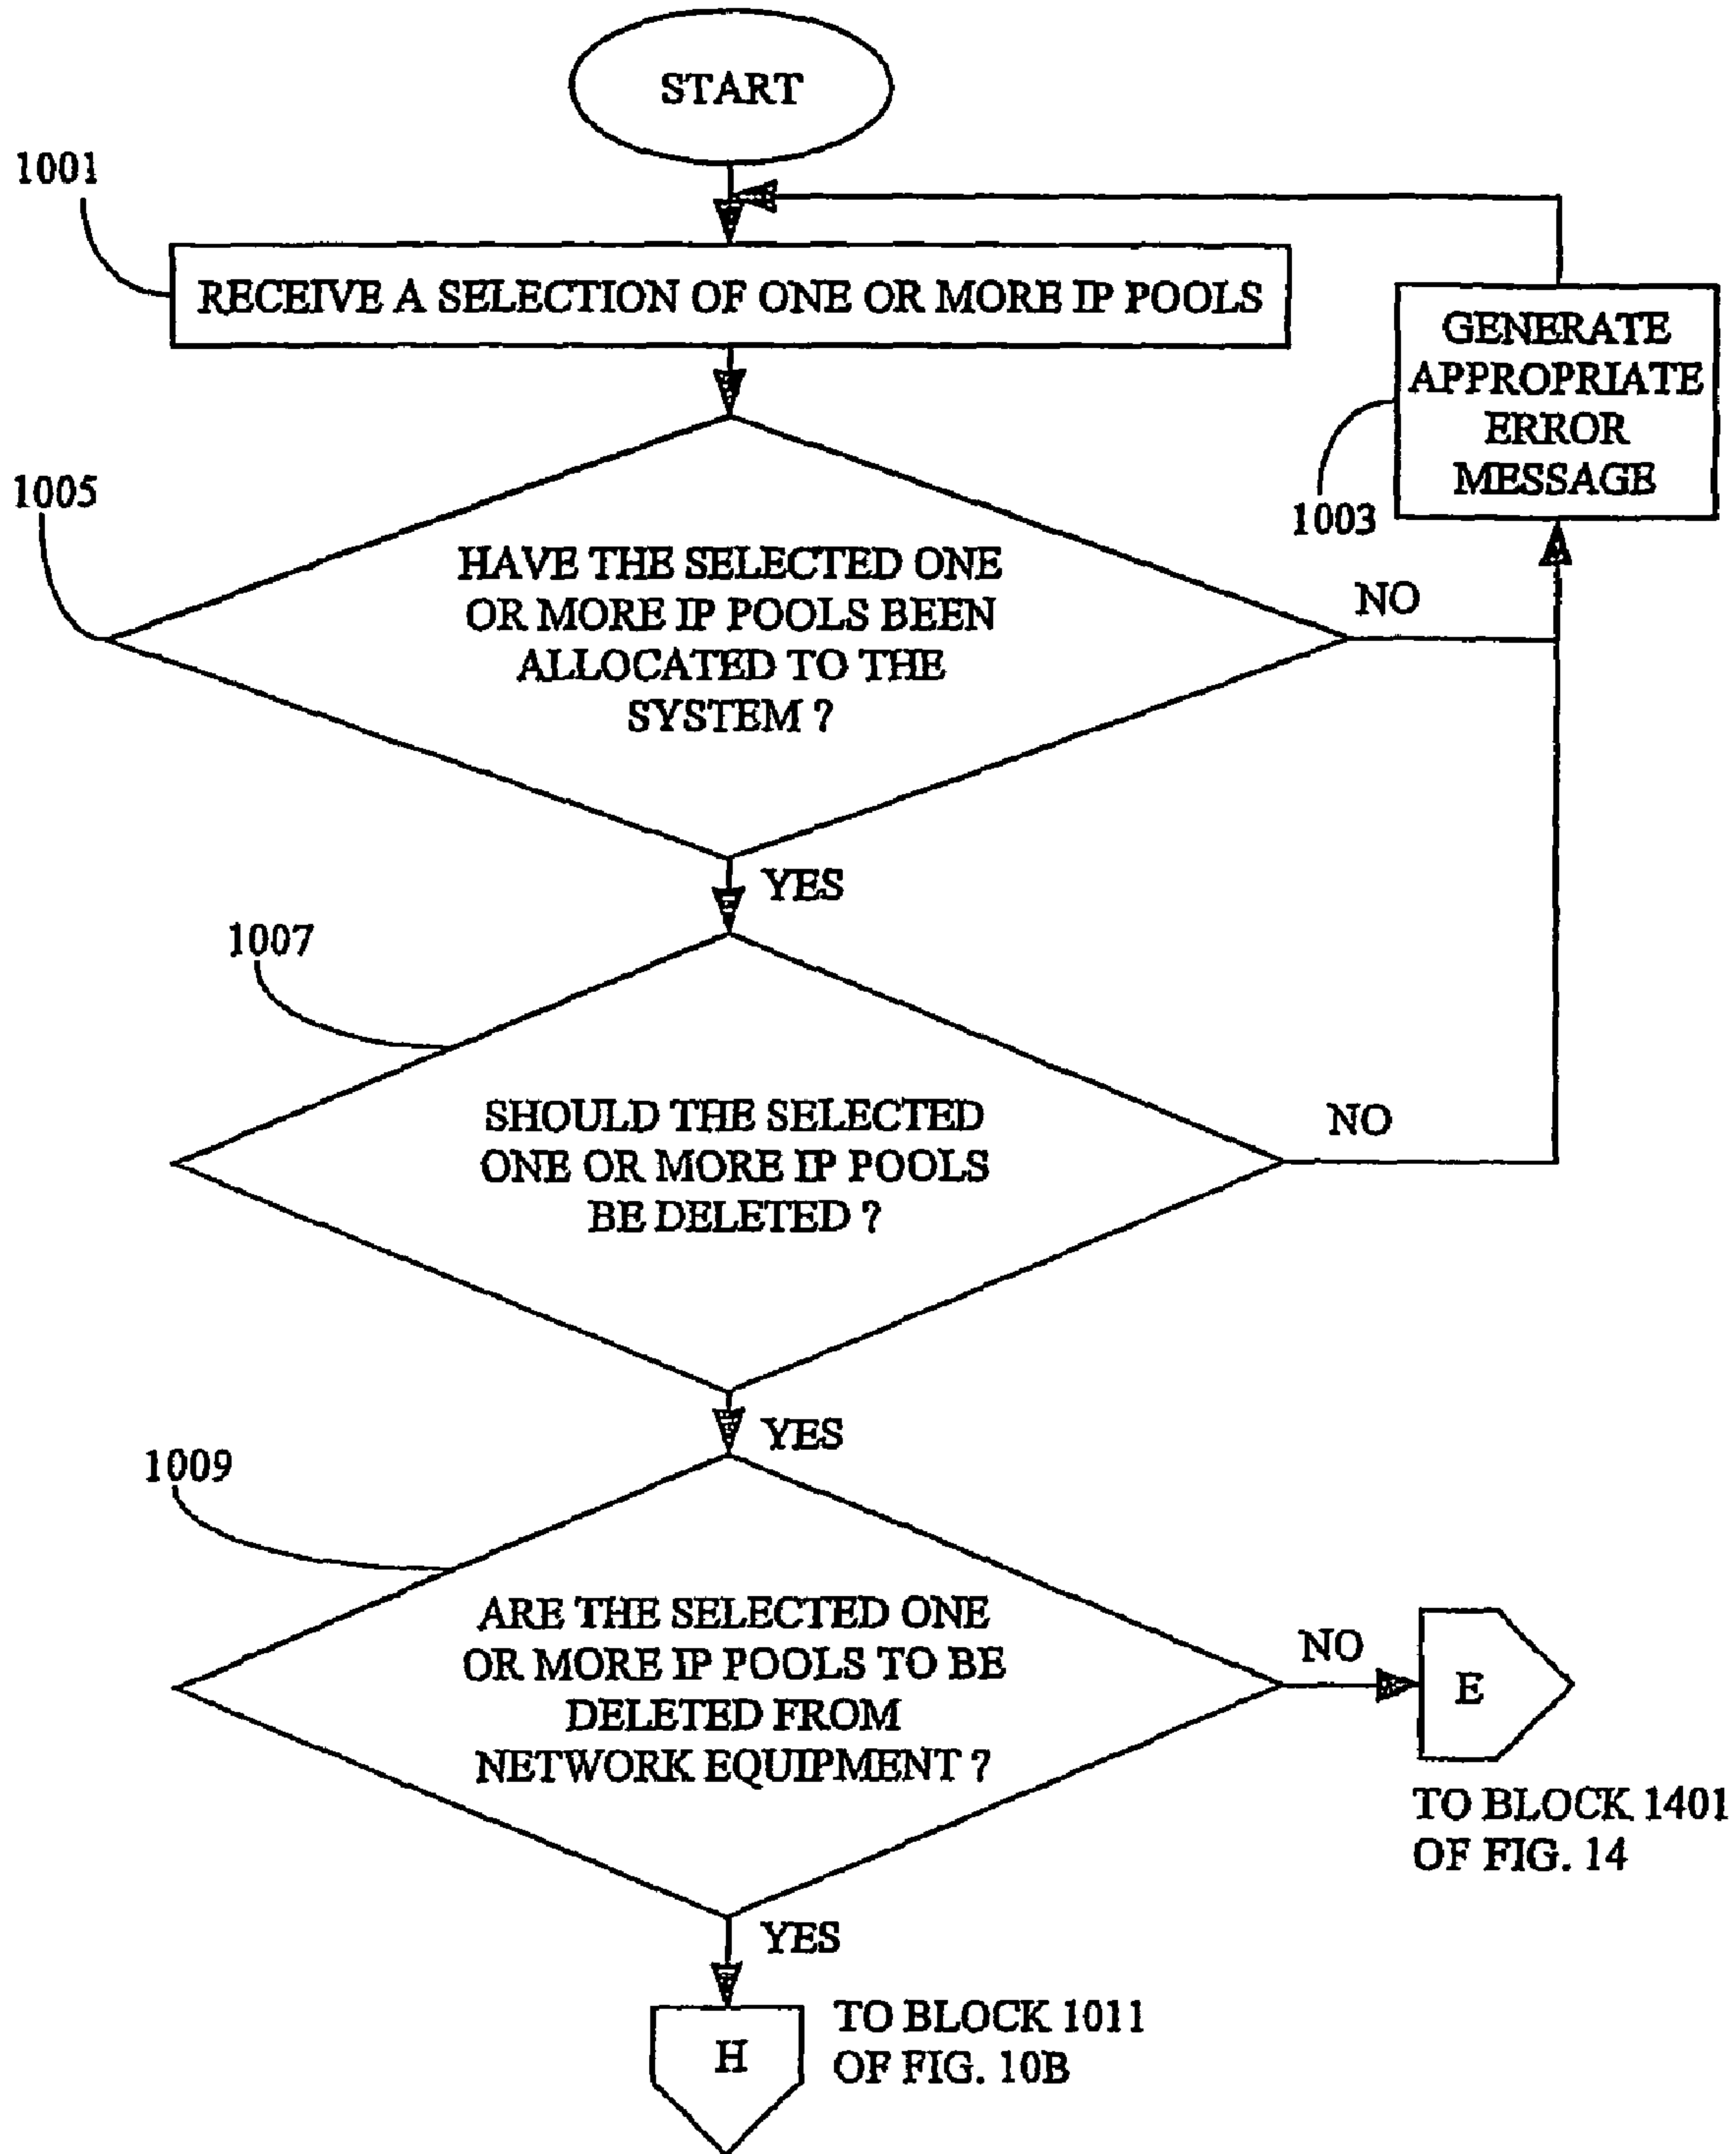 START
1001
RECEIVE A SELECTION OF ONE OR MORE IP POOLS
GENERATE
APPROPRIATE
ERROR
MESSAGE
1003
1005
HAVE THE SELECTED ONE
OR MORE IP POOLS BEEN
ALLOCATED TO THE
SYSTEM ?
NO
YES
1007
SHOULD THE SELECTED
ONE OR MORE IP POOLS
BE DELETED ?
NO
YES
1009
ARE THE SELECTED ONE
OR MORE IP POOLS TO BE
DELETED FROM
NETWORK EQUIPMENT ?
NO
E
TO BLOCK 1401
OF FIG. 14
YES
H
TO BLOCK 1011
OF FIG. 10B